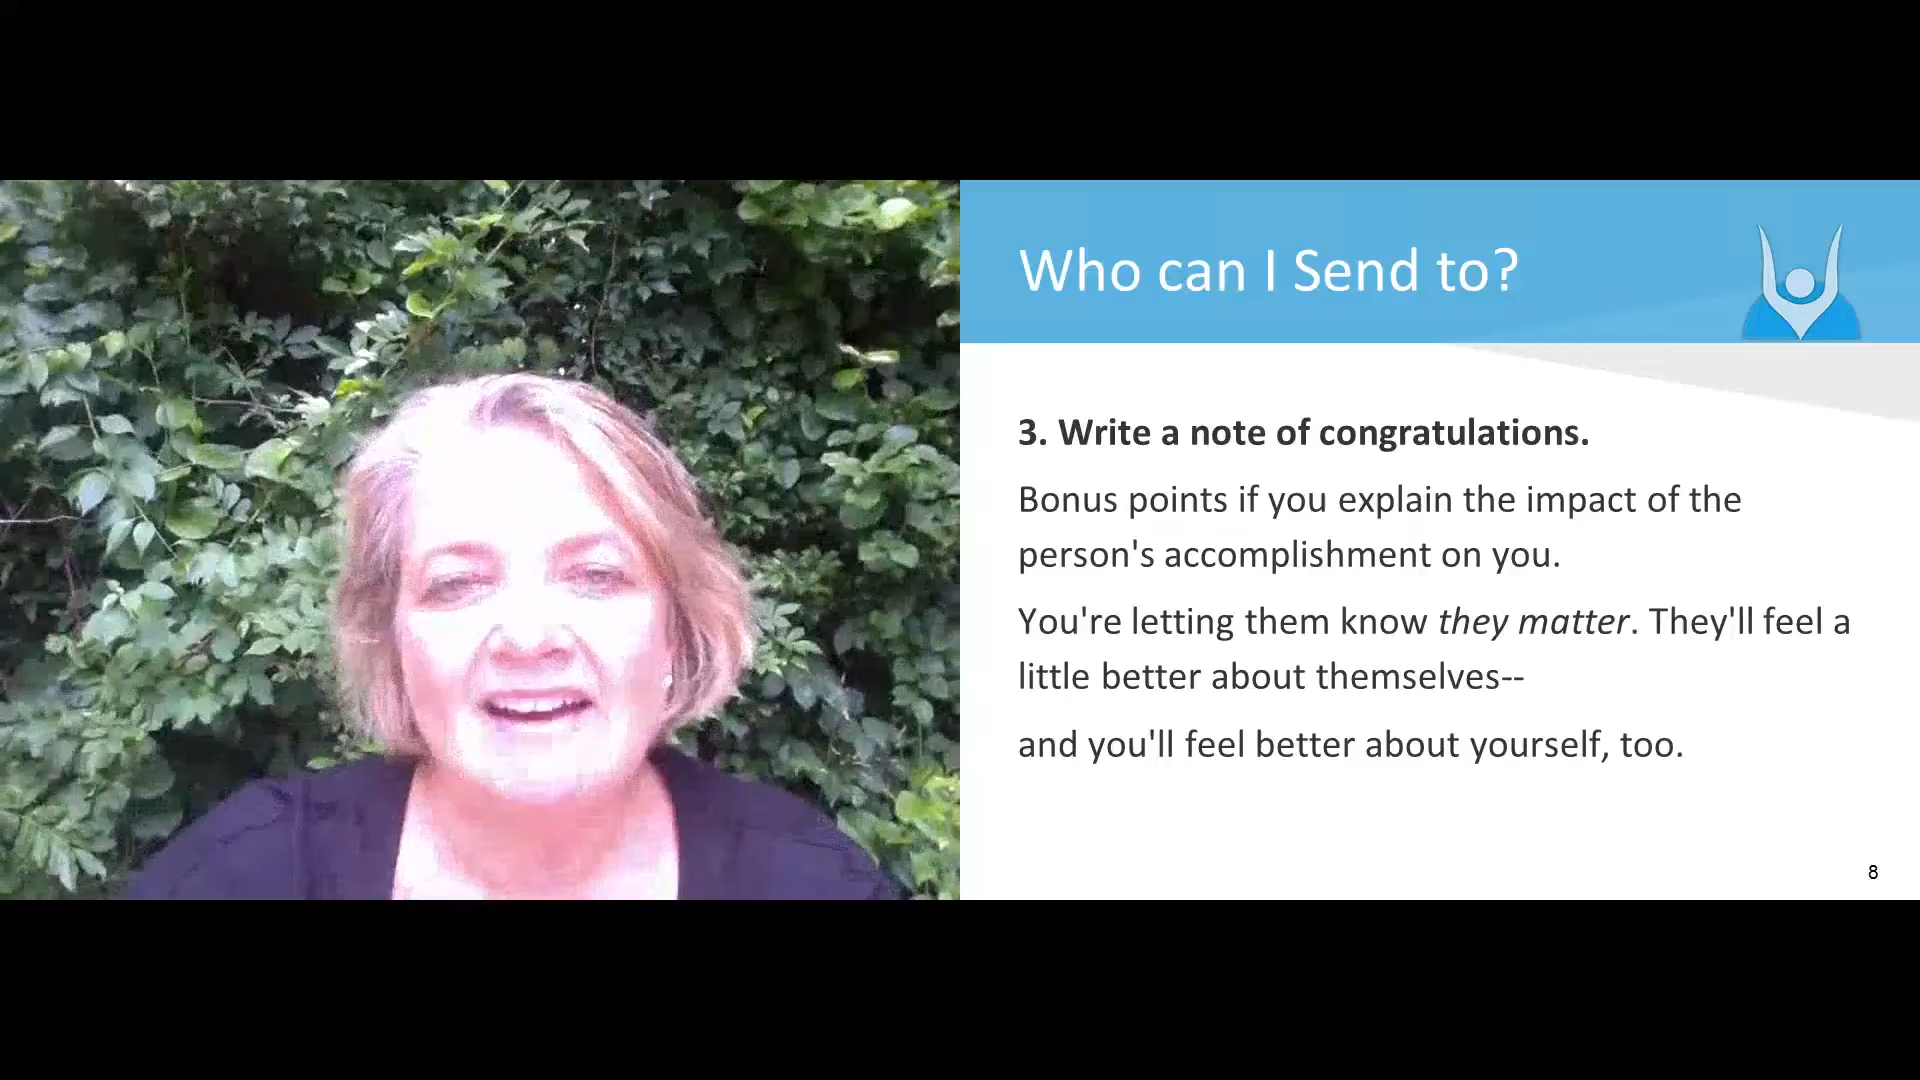 Who can I Send to?
3. Write a note of congratulations.
Bonus points if you explain the impact of the
person's accomplishment on you.
You're letting them know they matter. They'll feel a
little better about themselves--
and you'll feel better about yourself, too.
8